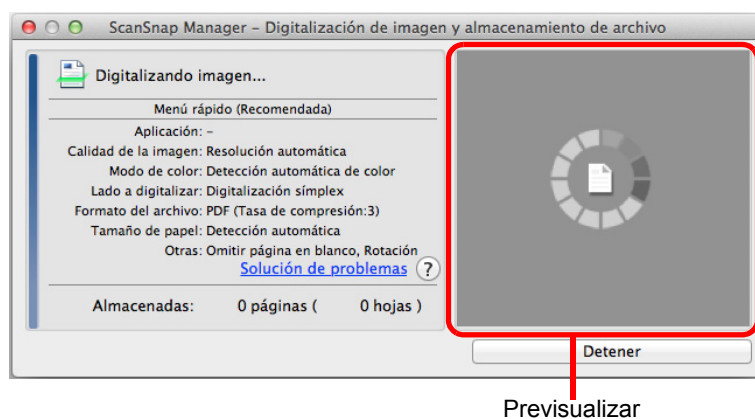 ScanSnap Manager – Digitalización de imagen y almacenamiento de archivo
Digitalizando imagen...
Menú rápido (Recomendada)
Aplicación: –
Calidad de la imagen: Resolución automática
Modo de color: Detección automática de color
Lado a digitalizar: Digitalización símplex
Formato del archivo: PDF (Tasa de compresión:3)
Tamaño de papel: Detección automática
Otras: Omitir página en blanco, Rotación
Solución de problemas ?
Almacenadas: 0 páginas ( 0 hojas )
Detener
Previsualizar